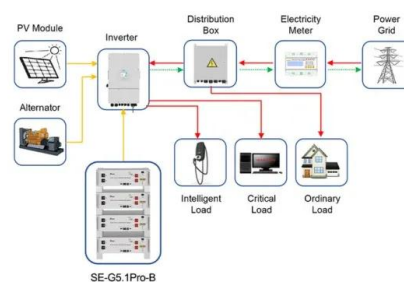 PV Module
Inverter
Distribution
Box
Electricity
Meter
Power
Grid
Alternator
Intelligent
Load
Critical
Load
Ordinary
Load
SE-G5.1Pro-B